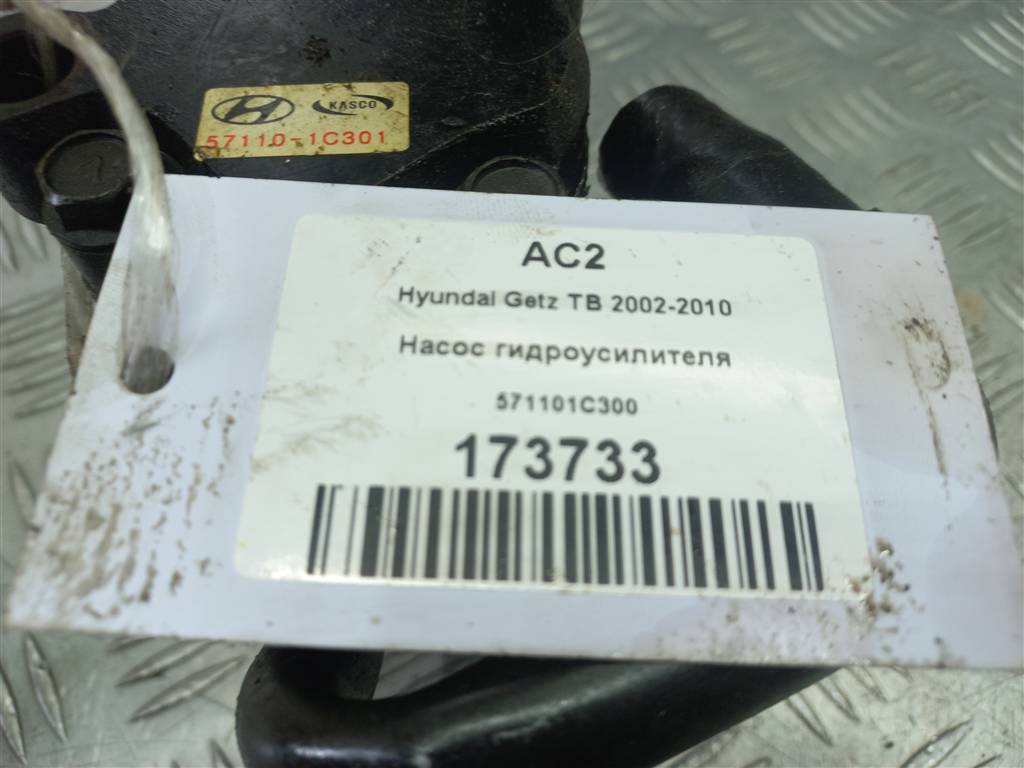 KASCO
57110-1C301
AC2
Hyundai Getz TB 2002-2010
Насос гидроусилителя
571101C300
173733